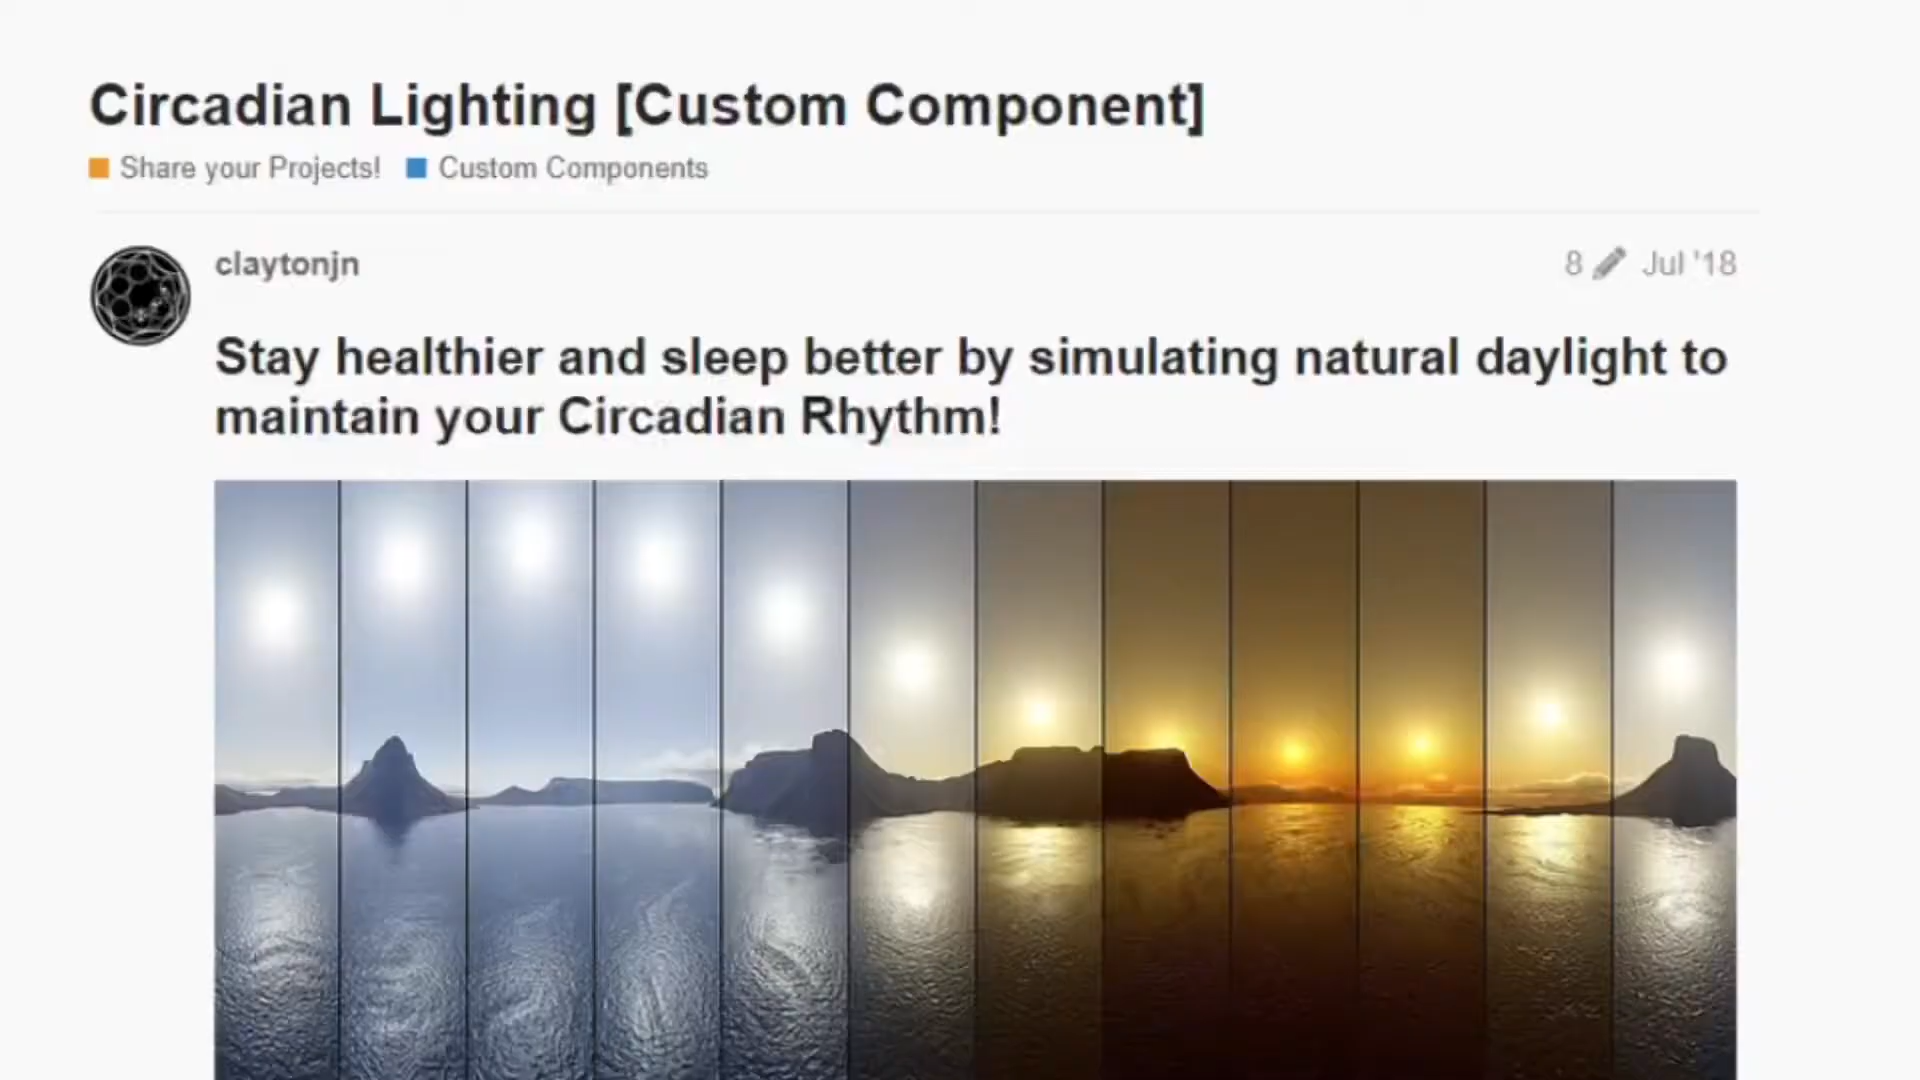 Circadian Lighting [Custom Component]
Share your Projects! Custom Components
claytonjn 8 Jul '18
Stay healthier and sleep better by simulating natural daylight to
maintain your Circadian Rhythm!